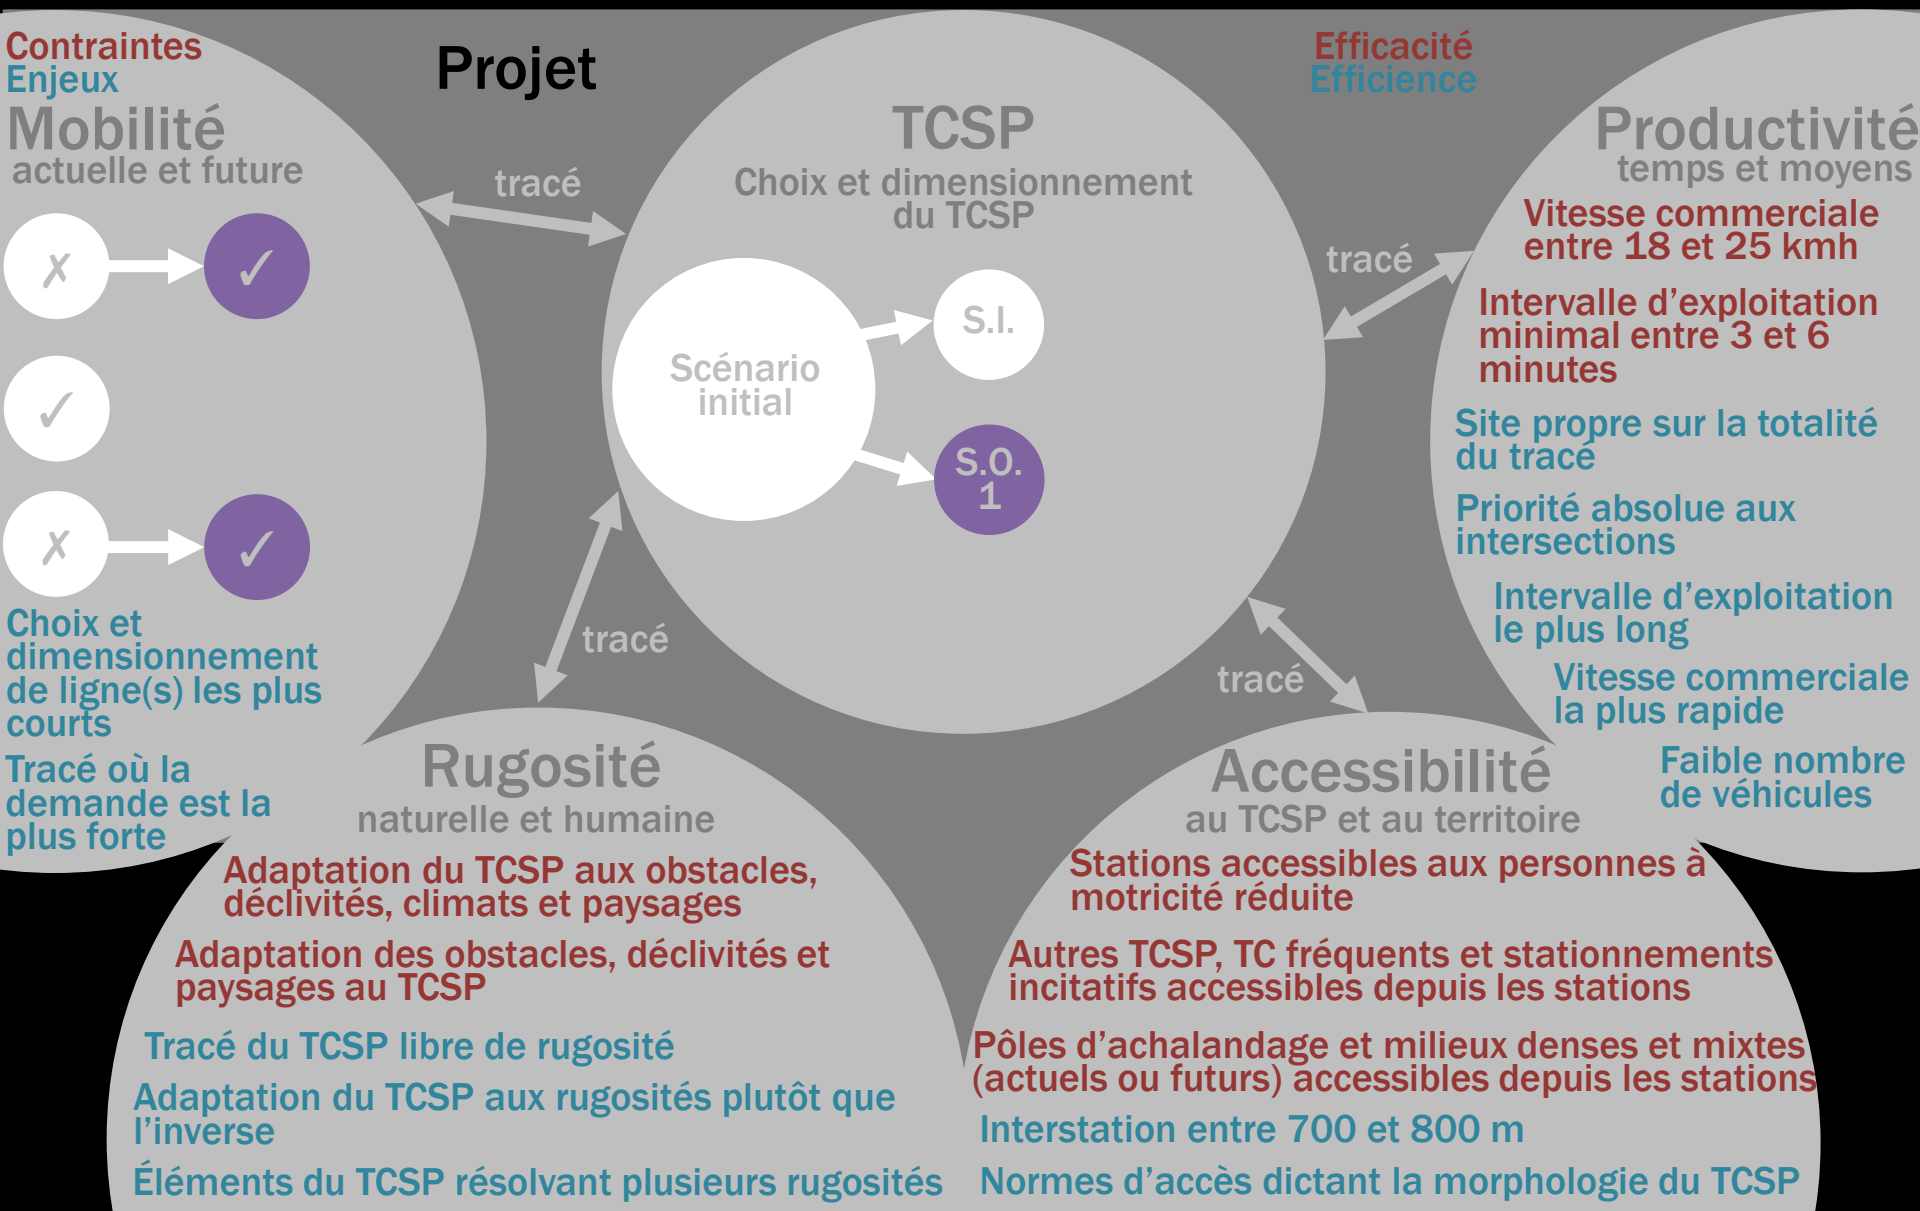 Contraintes
Enjeux
Mobilité
actuelle et future
✗
✓
✓
✗
✓
Choix et
dimensionnement
de ligne(s) les plus
courts
Tracé où la
demande est la
plus forte
Projet
tracé
TCSP
Choix et dimensionnement
du TCSP
Scénario
initial
S.I.
S.O.
1
tracé
tracé
tracé
Efficacité
Efficience
Productivité
temps et moyens
Vitesse commerciale
entre 18 et 25 kmh
Intervalle d’exploitation
minimal entre 3 et 6
minutes
Site propre sur la totalité
du tracé
Priorité absolue aux
intersections
Intervalle d’exploitation
le plus long
Vitesse commerciale
la plus rapide
Faible nombre
de véhicules
Rugosité
naturelle et humaine
Adaptation du TCSP aux obstacles,
déclivités, climats et paysages
Adaptation des obstacles, déclivités et
paysages au TCSP
Tracé du TCSP libre de rugosité
Adaptation du TCSP aux rugosités plutôt que
l’inverse
Éléments du TCSP résolvant plusieurs rugosités
Accessibilité
au TCSP et au territoire
Stations accessibles aux personnes à
motricité réduite
Autres TCSP, TC fréquents et stationnements
incitatifs accessibles depuis les stations
Pôles d’achalandage et milieux denses et mixtes
(actuels ou futurs) accessibles depuis les stations
Interstation entre 700 et 800 m
Normes d’accès dictant la morphologie du TCSP